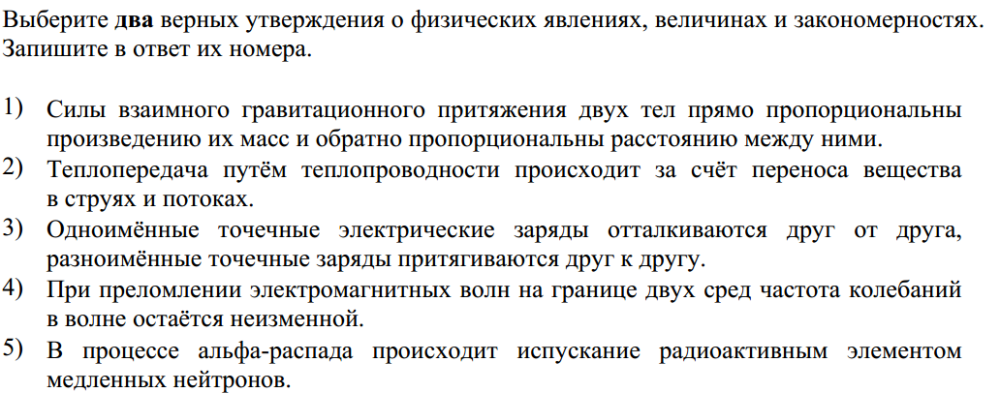 Выберите два верных утверждения о физических явлениях, величинах и закономерностях.
Запишите в ответ их номера.
1) Силы взаимного гравитационного притяжения двух тел прямо пропорциональны
произведению их масс и обратно пропорциональны расстоянию между ними.
2) Теплопередача путём теплопроводности происходит за счёт переноса вещества
в струях и потоках.
3) Одноимённые точечные электрические заряды отталкиваются друг от друга,
разноимённые точечные заряды притягиваются друг к другу.
4) При преломлении электромагнитных волн на границе двух сред частота колебаний
в волне остаётся неизменной.
5) В процессе альфа-распада происходит испускание радиоактивным элементом
медленных нейтронов.